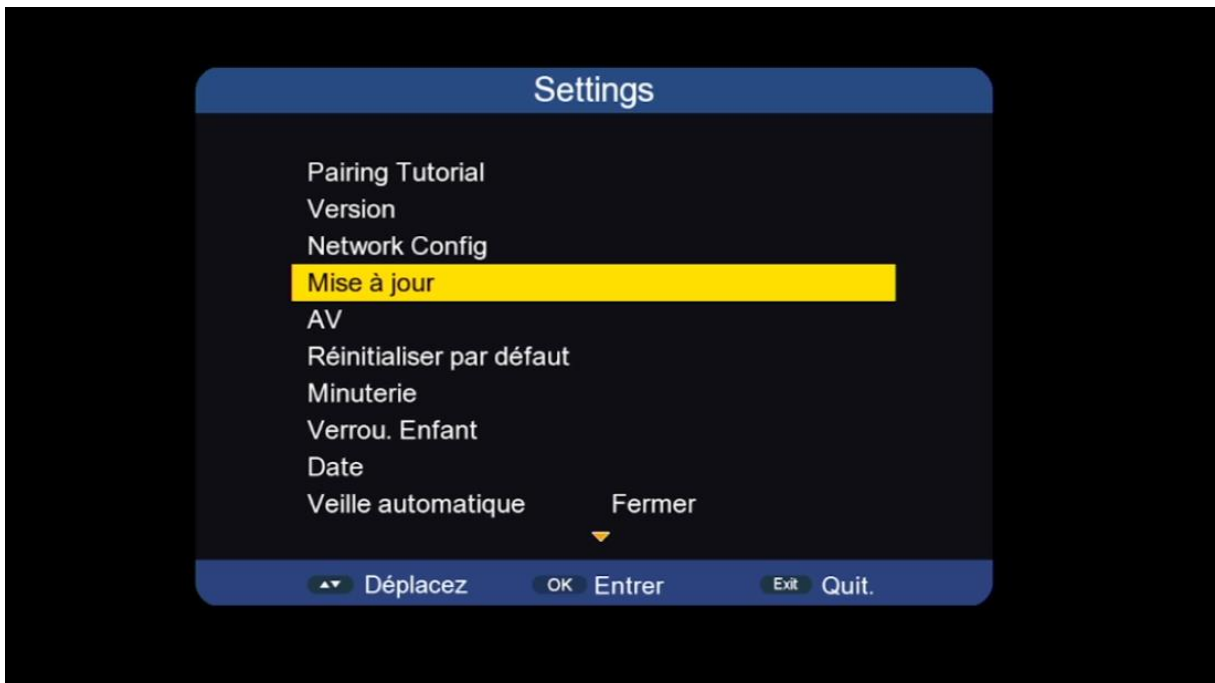 Settings
Pairing Tutorial
Version
Network Config
Mise à jour
AV
Réinitialiser par défaut
Minuterie
Verrou. Enfant
Date
Veille automatique Fermer
Déplacez OK Entrer Exit Quit.